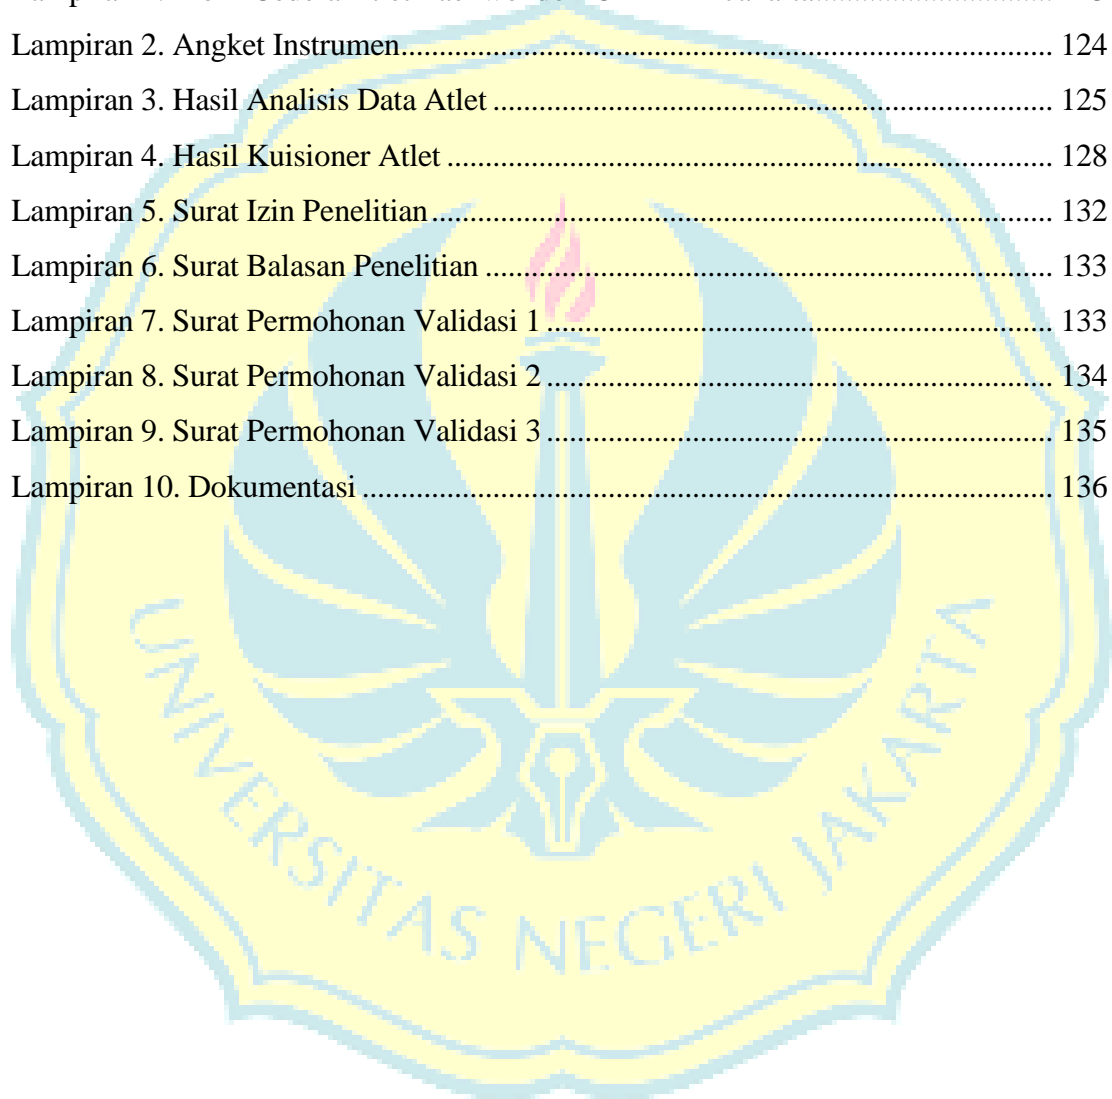 Lampiran 2. Angket Instrumen.................................................................................. 124
Lampiran 3. Hasil Analisis Data Atlet ...................................................................... 125
Lampiran 4. Hasil Kuisioner Atlet ............................................................................ 128
Lampiran 5. Surat Izin Penelitian.............................................................................. 132
Lampiran 6. Surat Balasan Penelitian ....................................................................... 133
Lampiran 7. Surat Permohonan Validasi 1 ............................................................... 133
Lampiran 8. Surat Permohonan Validasi 2 ............................................................... 134
Lampiran 9. Surat Permohonan Validasi 3 ............................................................... 135
Lampiran 10. Dokumentasi ....................................................................................... 136
UNIVERSITAS NEGERI JAKARTA